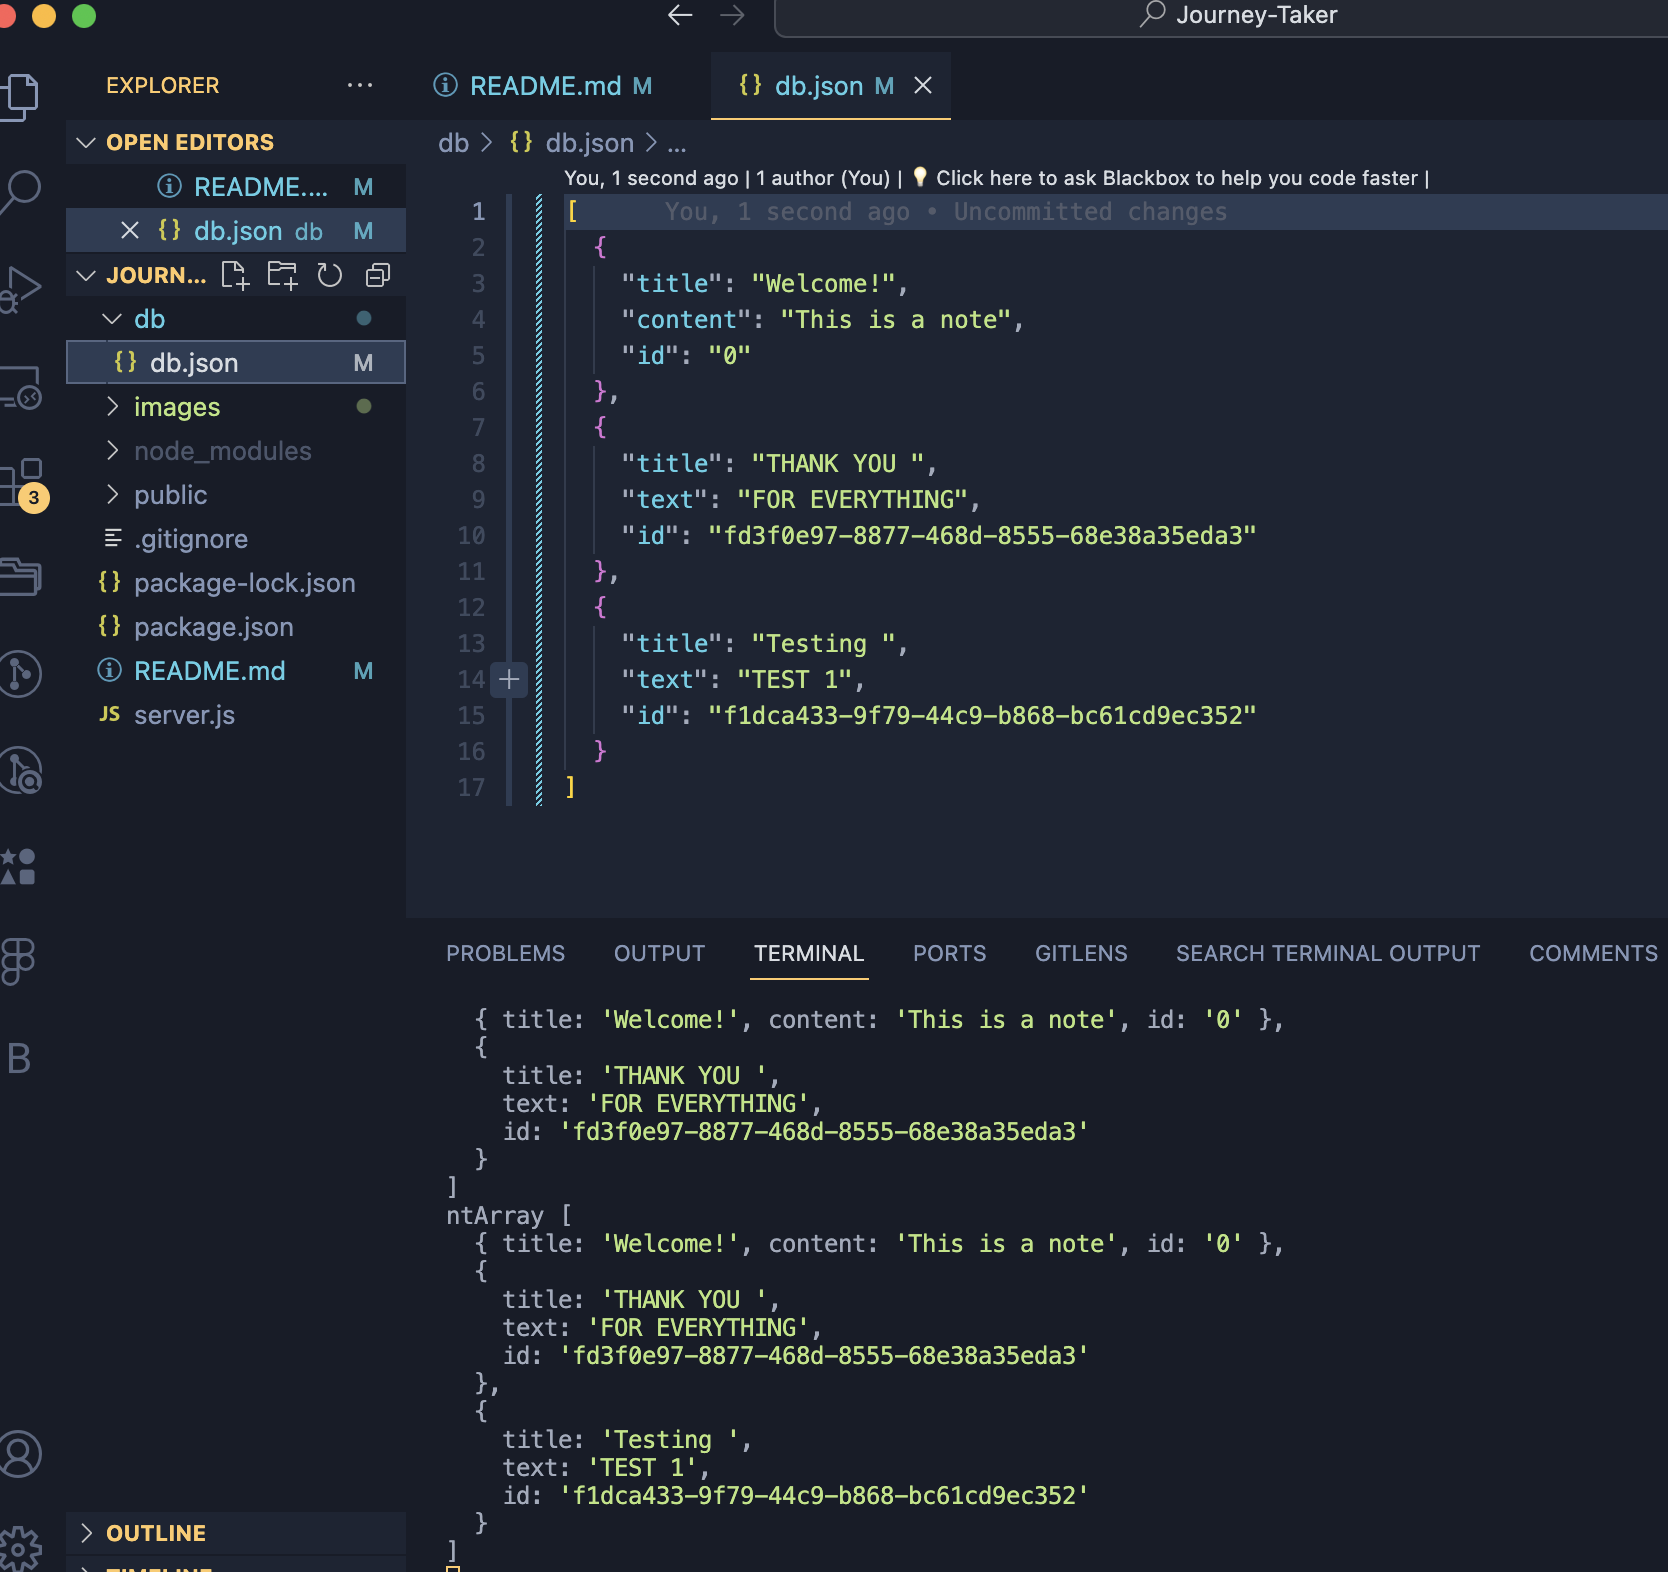 Journey-Taker
EXPLORER
README.md M
db.json M
OPEN EDITORS
README.... M
db.json db M
JOURN...
db
db.json M
images
node_modules
public
.gitignore
package-lock.json
package.json
README.md M
JS server.js
3
B
OUTLINE
TIMELINE
db > {} db.json > ...
You, 1 second ago | 1 author (You) | Click here to ask Blackbox to help you code faster |
1 [ You, 1 second ago • Uncommitted changes
2 {
3 "title": "Welcome!",
4 "content": "This is a note",
5 "id": "0"
6 },
7 {
8 "title": "THANK YOU ",
9 "text": "FOR EVERYTHING",
10 "id": "fd3f0e97-8877-468d-8555-68e38a35eda3"
11 },
12 {
13 "title": "Testing ",
14 "text": "TEST 1",
15 "id": "f1dca433-9f79-44c9-b868-bc61cd9ec352"
16 }
17 ]
PROBLEMS OUTPUT TERMINAL PORTS GITLENS SEARCH TERMINAL OUTPUT COMMENTS
{ title: 'Welcome!', content: 'This is a note', id: '0' },
{
title: 'THANK YOU ',
text: 'FOR EVERYTHING',
id: 'fd3f0e97-8877-468d-8555-68e38a35eda3'
}
]
ntArray [
{ title: 'Welcome!', content: 'This is a note', id: '0' },
{
title: 'THANK YOU ',
text: 'FOR EVERYTHING',
id: 'fd3f0e97-8877-468d-8555-68e38a35eda3'
},
{
title: 'Testing ',
text: 'TEST 1',
id: 'f1dca433-9f79-44c9-b868-bc61cd9ec352'
}
]